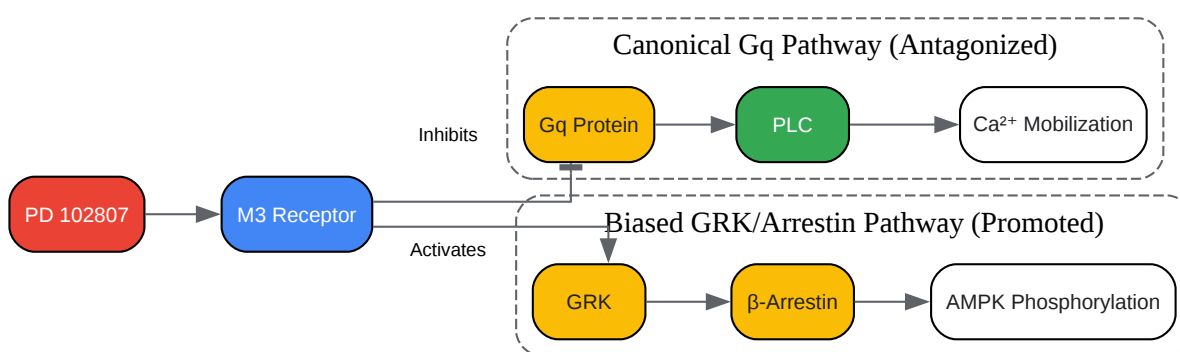 Canonical Gq Pathway (Antagonized)
Gq Protein
PLC
Ca²⁺ Mobilization
Inhibits
PD 102807
M3 Receptor
Biased GRK/Arrestin Pathway (Promoted)
Activates
GRK
β-Arrestin
AMPK Phosphorylation